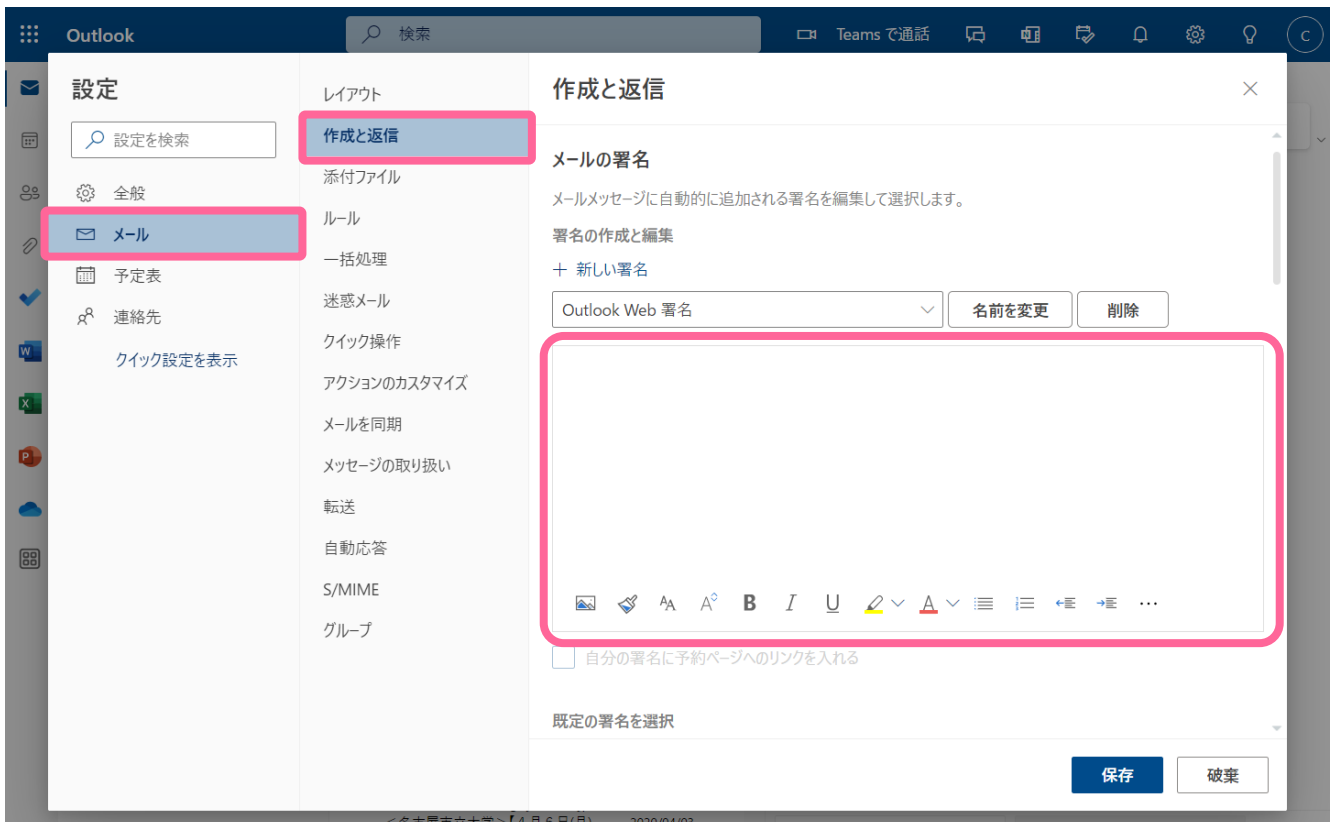 Outlook
検索
Teams で通話
C
設定
設定を検索
全般
メール
予定表
連絡先
クイック設定を表示
レイアウト
作成と返信
添付ファイル
ルール
一括処理
迷惑メール
クイック操作
アクションのカスタマイズ
メールを同期
メッセージの取り扱い
転送
自動応答
S/MIME
グループ
作成と返信
メールの署名
メールメッセージに自動的に追加される署名を編集して選択します。
署名の作成と編集
+ 新しい署名
Outlook Web 署名
名前を変更
削除
自分の署名に予約ページへのリンクを入れる
既定の署名を選択
保存
破棄